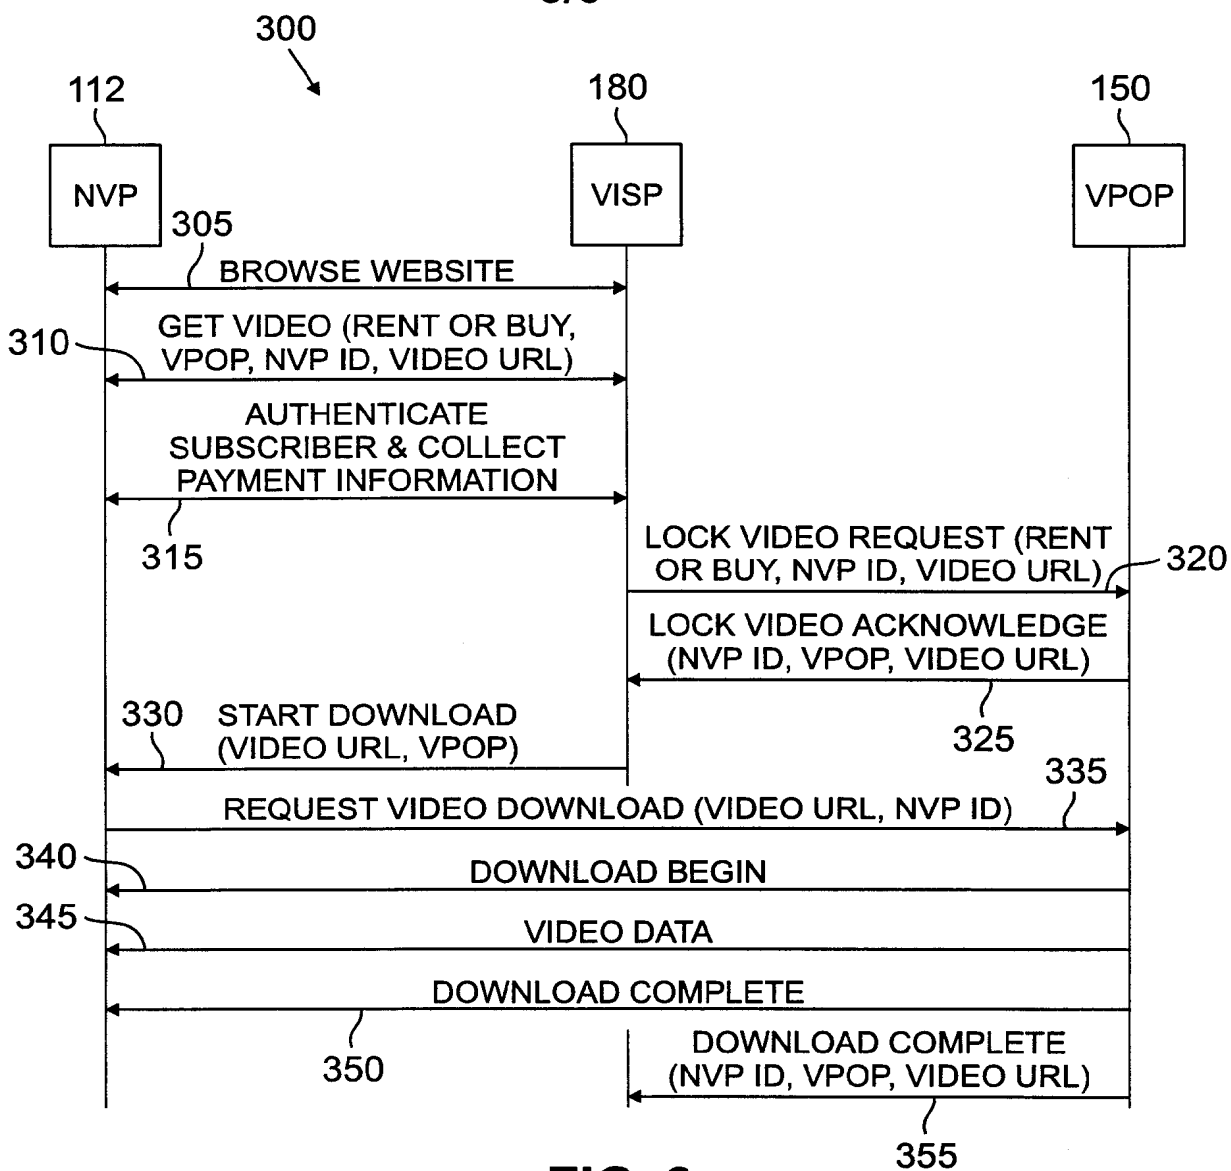 300
112
180
150
NVP
VISP
VPOP
305
BROWSE WEBSITE
GET VIDEO (RENT OR BUY,
VPOP, NVP ID, VIDEO URL)
310
AUTHENTICATE
SUBSCRIBER & COLLECT
PAYMENT INFORMATION
315
LOCK VIDEO REQUEST (RENT
OR BUY, NVP ID, VIDEO URL)
320
LOCK VIDEO ACKNOWLEDGE
(NVP ID, VPOP, VIDEO URL)
325
330
START DOWNLOAD
(VIDEO URL, VPOP)
335
REQUEST VIDEO DOWNLOAD (VIDEO URL, NVP ID)
340
DOWNLOAD BEGIN
345
VIDEO DATA
DOWNLOAD COMPLETE
350
DOWNLOAD COMPLETE
(NVP ID, VPOP, VIDEO URL)
355